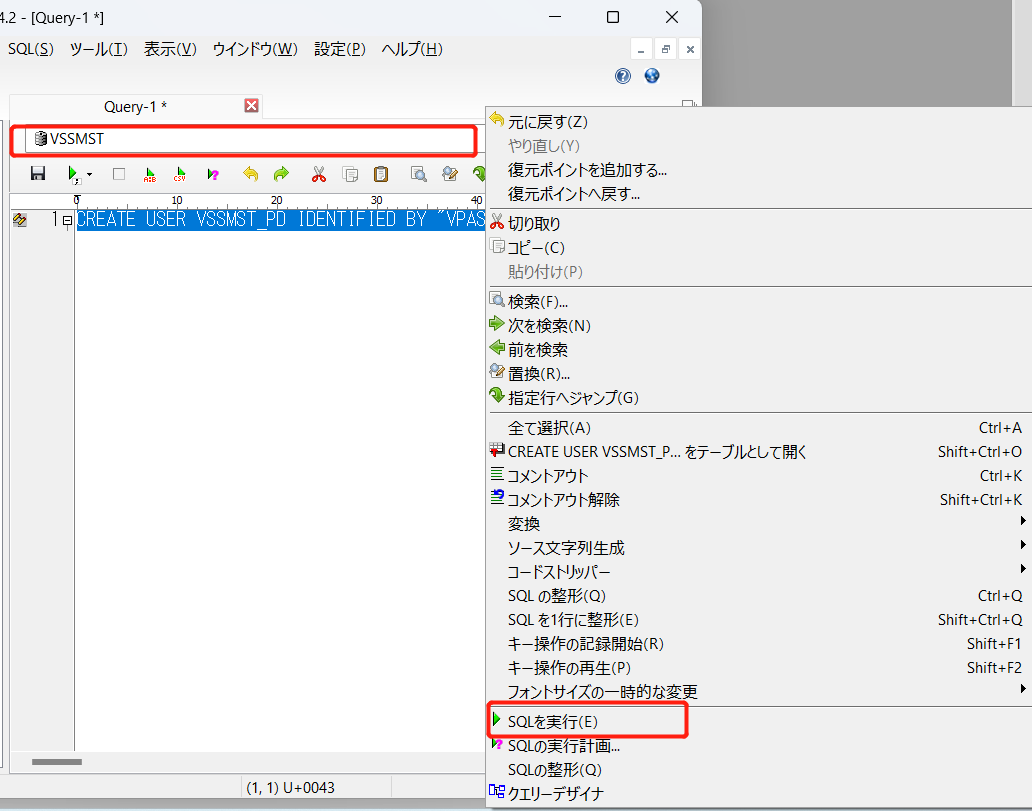 4.2 - [Query-1 *]
SQL(S) ツール(T) 表示(V) ウインドウ(W) 設定(P) ヘルプ(H)
Query-1 *
VSSMST
0 10 20 30 40
1 CREATE USER VSSMST_PD IDENTIFIED BY "VPAS
(1, 1) U+0043
元に戻す(Z)
やり直し(Y)
復元ポイントを追加する...
復元ポイントへ戻す...
切り取り
コピー(C)
貼り付け(P)
検索(F)...
次を検索(N)
前を検索
置換(R)...
指定行へジャンプ(G)
全て選択(A) Ctrl+A
CREATE USER VSSMST_P... をテーブルとして開く Shift+Ctrl+O
コメントアウト Ctrl+K
コメントアウト解除 Shift+Ctrl+K
変換
ソース文字列生成
コードストリッパー
SQL の整形(Q) Ctrl+Q
SQL を1行に整形(E) Shift+Ctrl+Q
キー操作の記録開始(R) Shift+F1
キー操作の再生(P) Shift+F2
フォントサイズの一時的な変更
SQLを実行(E)
SQLの実行計画...
SQLの整形(Q)
クエリーデザイナ